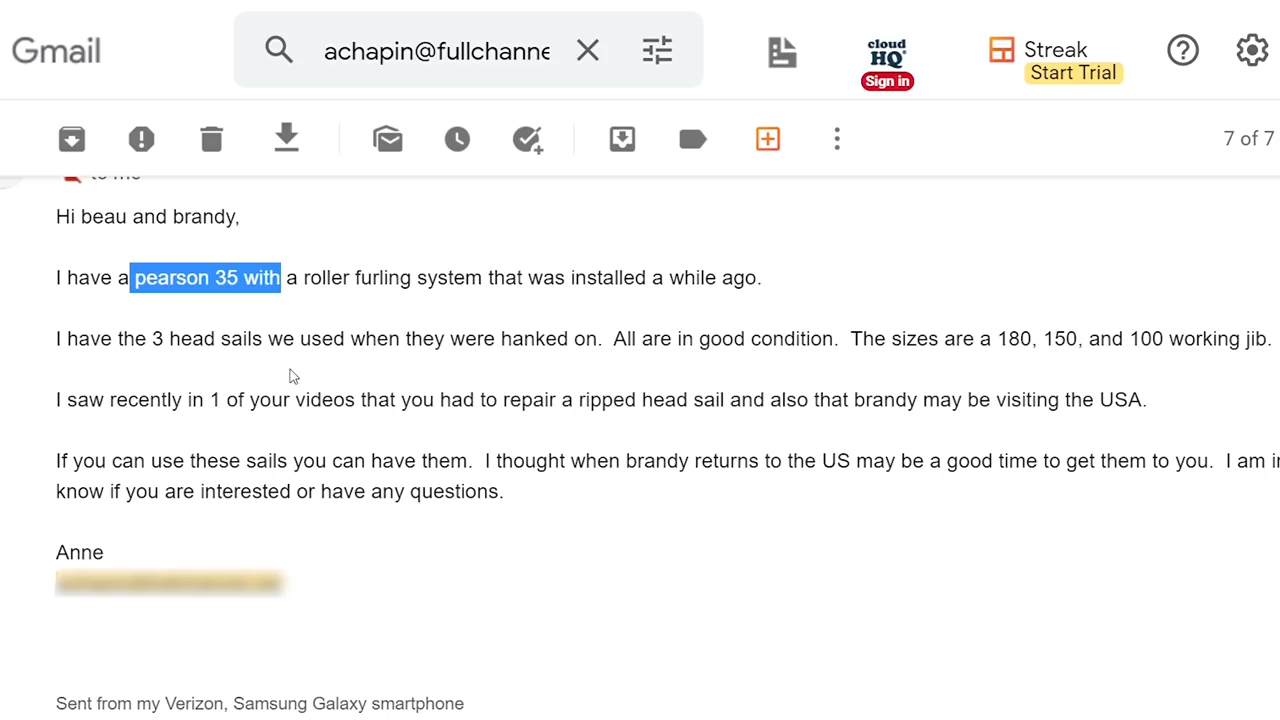 Gmail
achapin@fullchanne
cloud
HQ
Sign in
Streak
Start Trial
7 of 7
to me
Hi beau and brandy,
I have a pearson 35 with a roller furling system that was installed a while ago.
I have the 3 head sails we used when they were hanked on. All are in good condition. The sizes are a 180, 150, and 100 working jib.
I saw recently in 1 of your videos that you had to repair a ripped head sail and also that brandy may be visiting the USA.
If you can use these sails you can have them. I thought when brandy returns to the US may be a good time to get them to you. I am i
know if you are interested or have any questions.
Anne
Sent from my Verizon, Samsung Galaxy smartphone